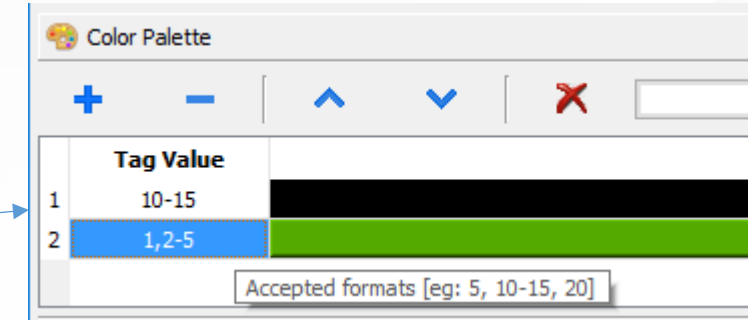 Color Palette
Tag Value
1 10-15
2 1,2-5
Accepted formats [eg: 5, 10-15, 20]